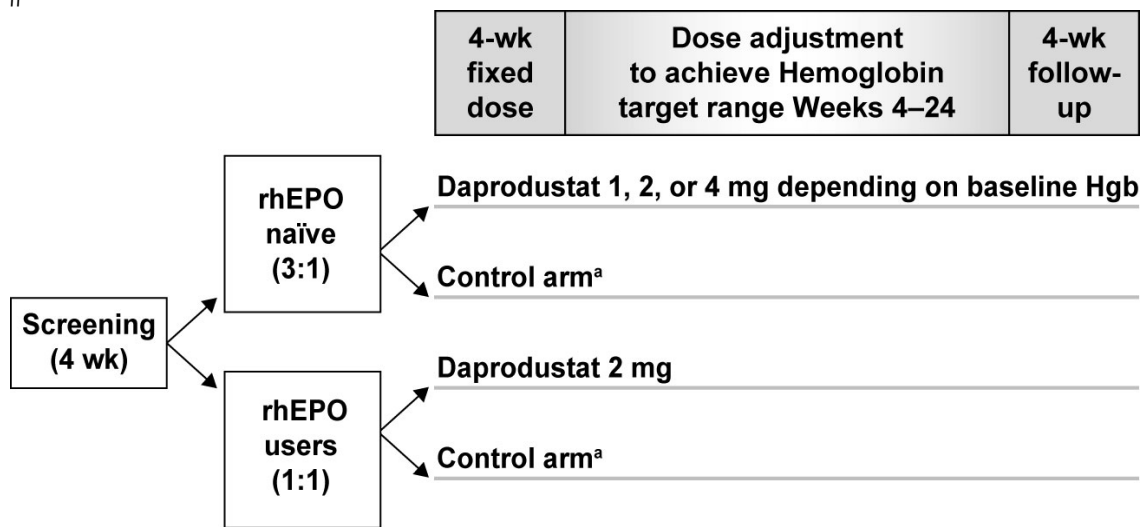 4-wk
fixed
dose
Dose adjustment
to achieve Hemoglobin
target range Weeks 4–24
4-wk
follow-
up
rhEPO
naïve
(3:1)
Daprodustat 1, 2, or 4 mg depending on baseline Hgb
Control armᵃ
Screening
(4 wk)
rhEPO
users
(1:1)
Daprodustat 2 mg
Control armᵃ